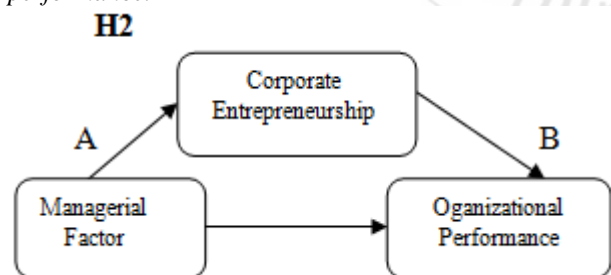 performance.
H2
Corporate
Entrepreneurship
A
B
Managerial
Factor
Oganizational
Performance